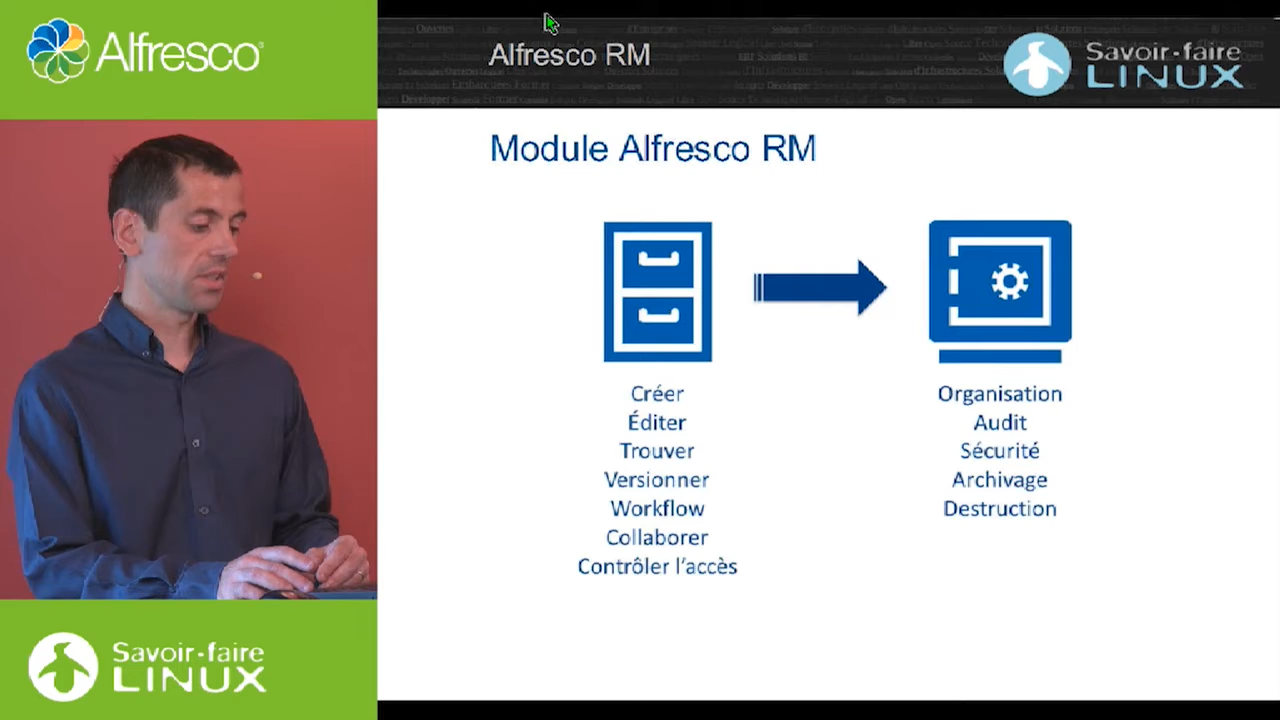 Alfresco
Alfresco RM
Savoir-faire
LINUX
Module Alfresco RM
Créer
Éditer
Trouver
Versionner
Workflow
Collaborer
Contrôler l'accès
Organisation
Audit
Sécurité
Archivage
Destruction
Savoir-faire
LINUX